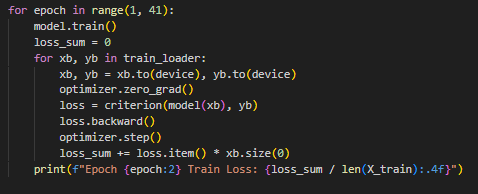 for epoch in range(1, 41):
    model.train()
    loss_sum = 0
    for xb, yb in train_loader:
        xb, yb = xb.to(device), yb.to(device)
        optimizer.zero_grad()
        loss = criterion(model(xb), yb)
        loss.backward()
        optimizer.step()
        loss_sum += loss.item() * xb.size(0)
    print(f"Epoch {epoch:2} Train Loss: {loss_sum / len(X_train):.4f}")